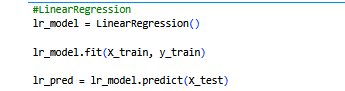 #LinearRegression
lr_model = LinearRegression()
lr_model.fit(X_train, y_train)
lr_pred = lr_model.predict(X_test)